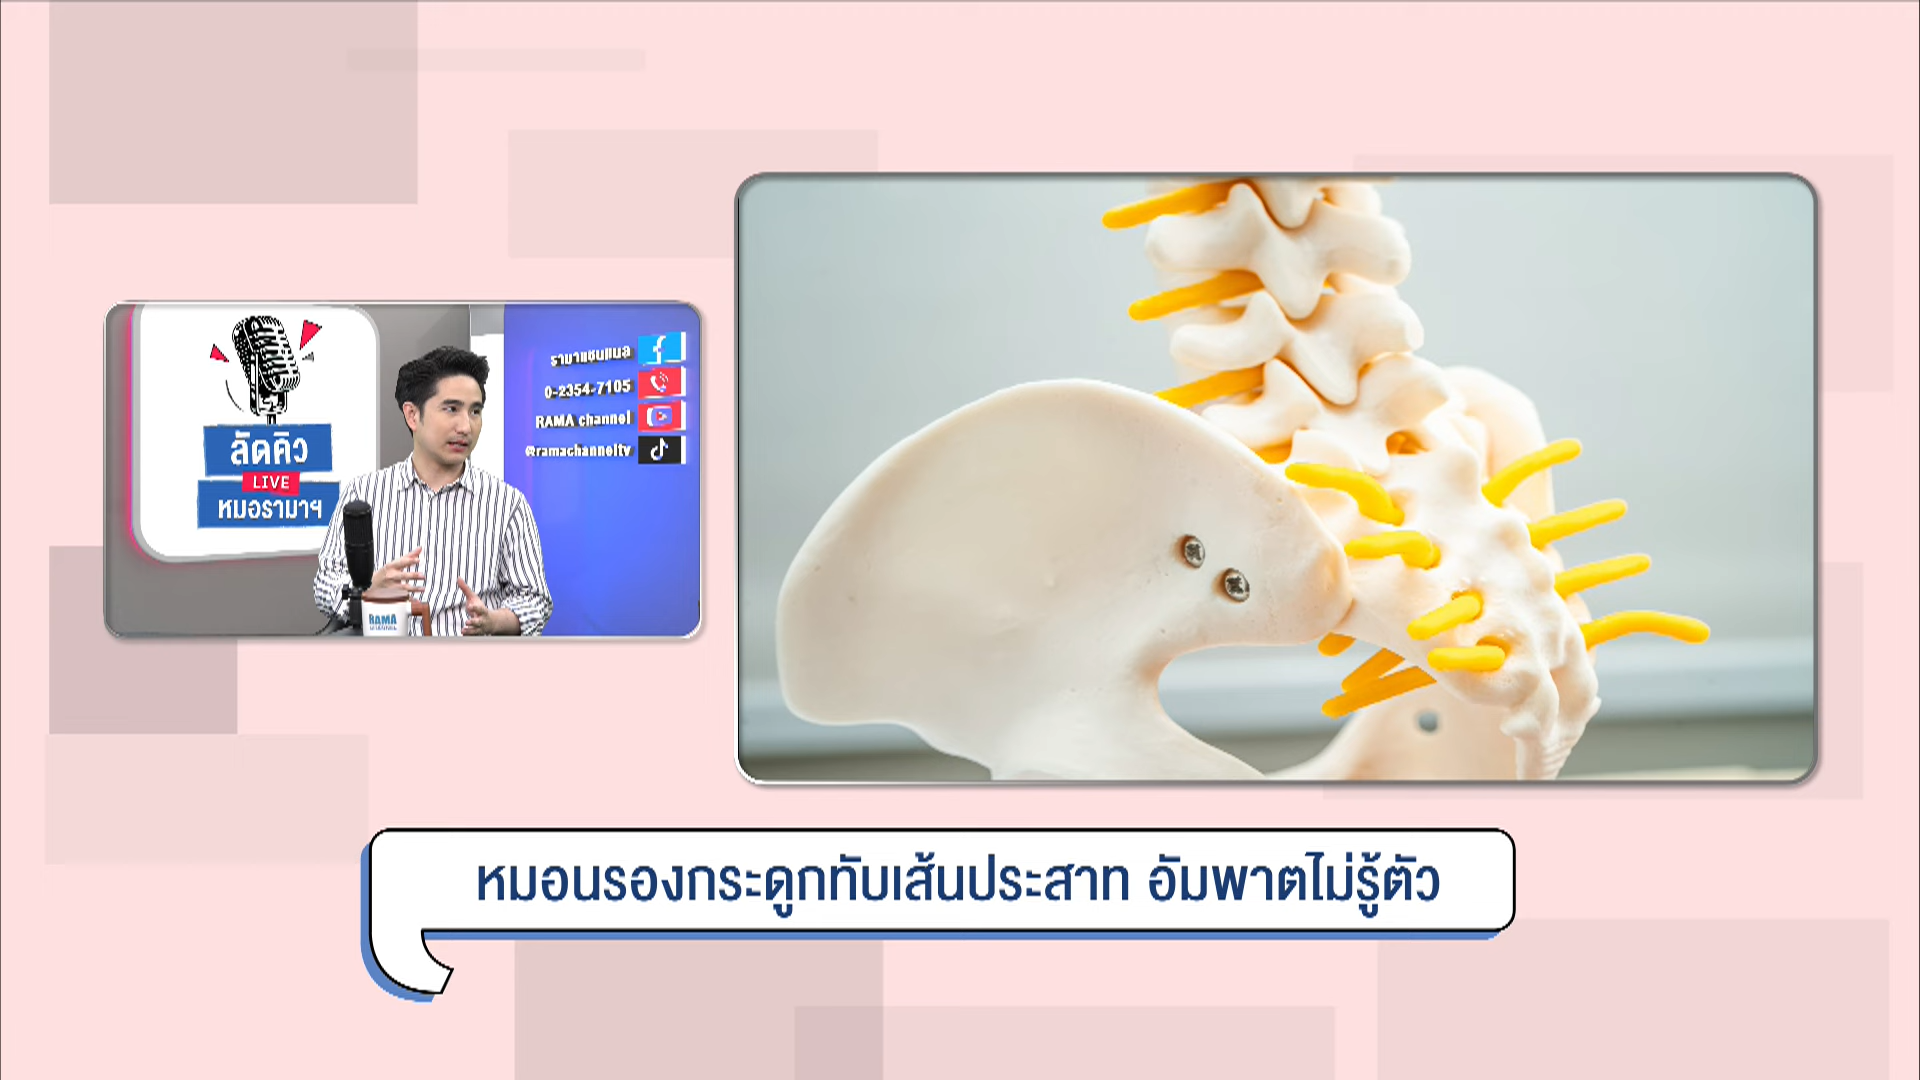 ลัดคิว
LIVE
หมอรามาฯ
รามาแชนแนล
0-2354-7105
RAMA channel
@ramachanneltv
RAMA
หมอนรองกระดูกทับเส้นประสาท อัมพาตไม่รู้ตัว